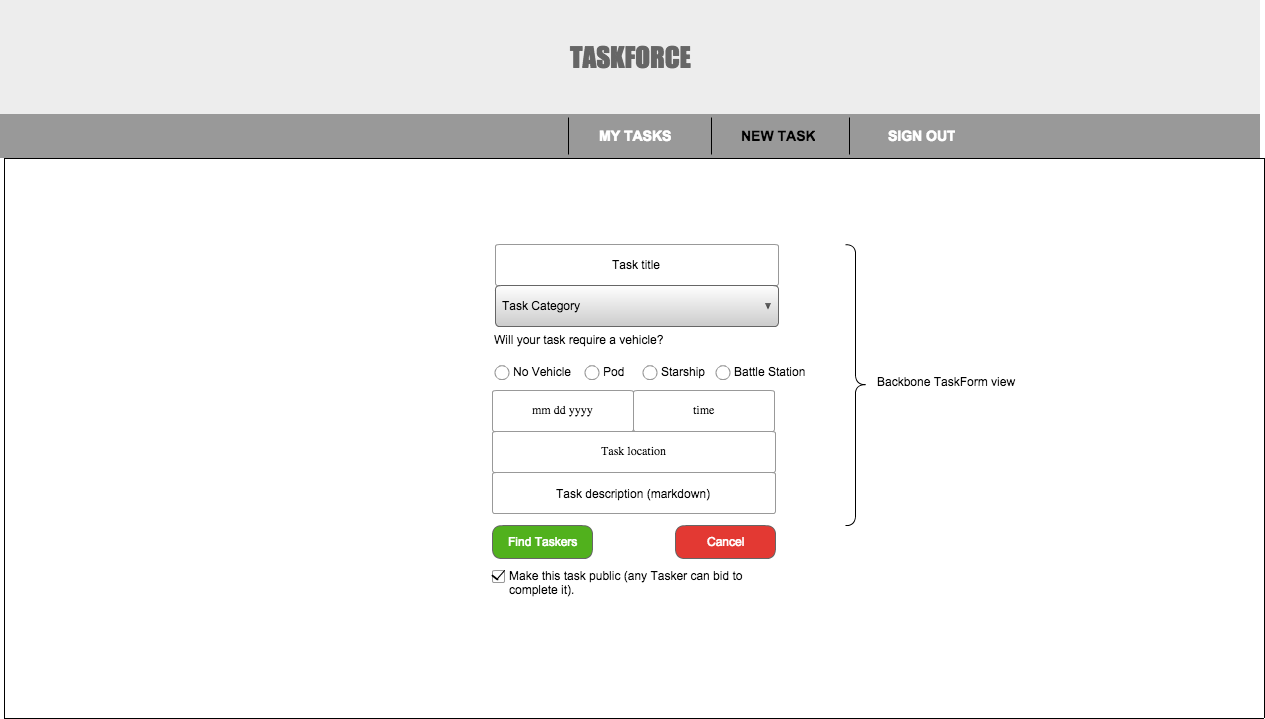 TASKFORCE
MY TASKS
NEW TASK
SIGN OUT
Task title
Task Category
Will your task require a vehicle?
No Vehicle Pod Starship Battle Station
Backbone TaskForm view
mm dd yyyy
time
Task location
Task description (markdown)
Find Taskers
Cancel
Make this task public (any Tasker can bid to
complete it).